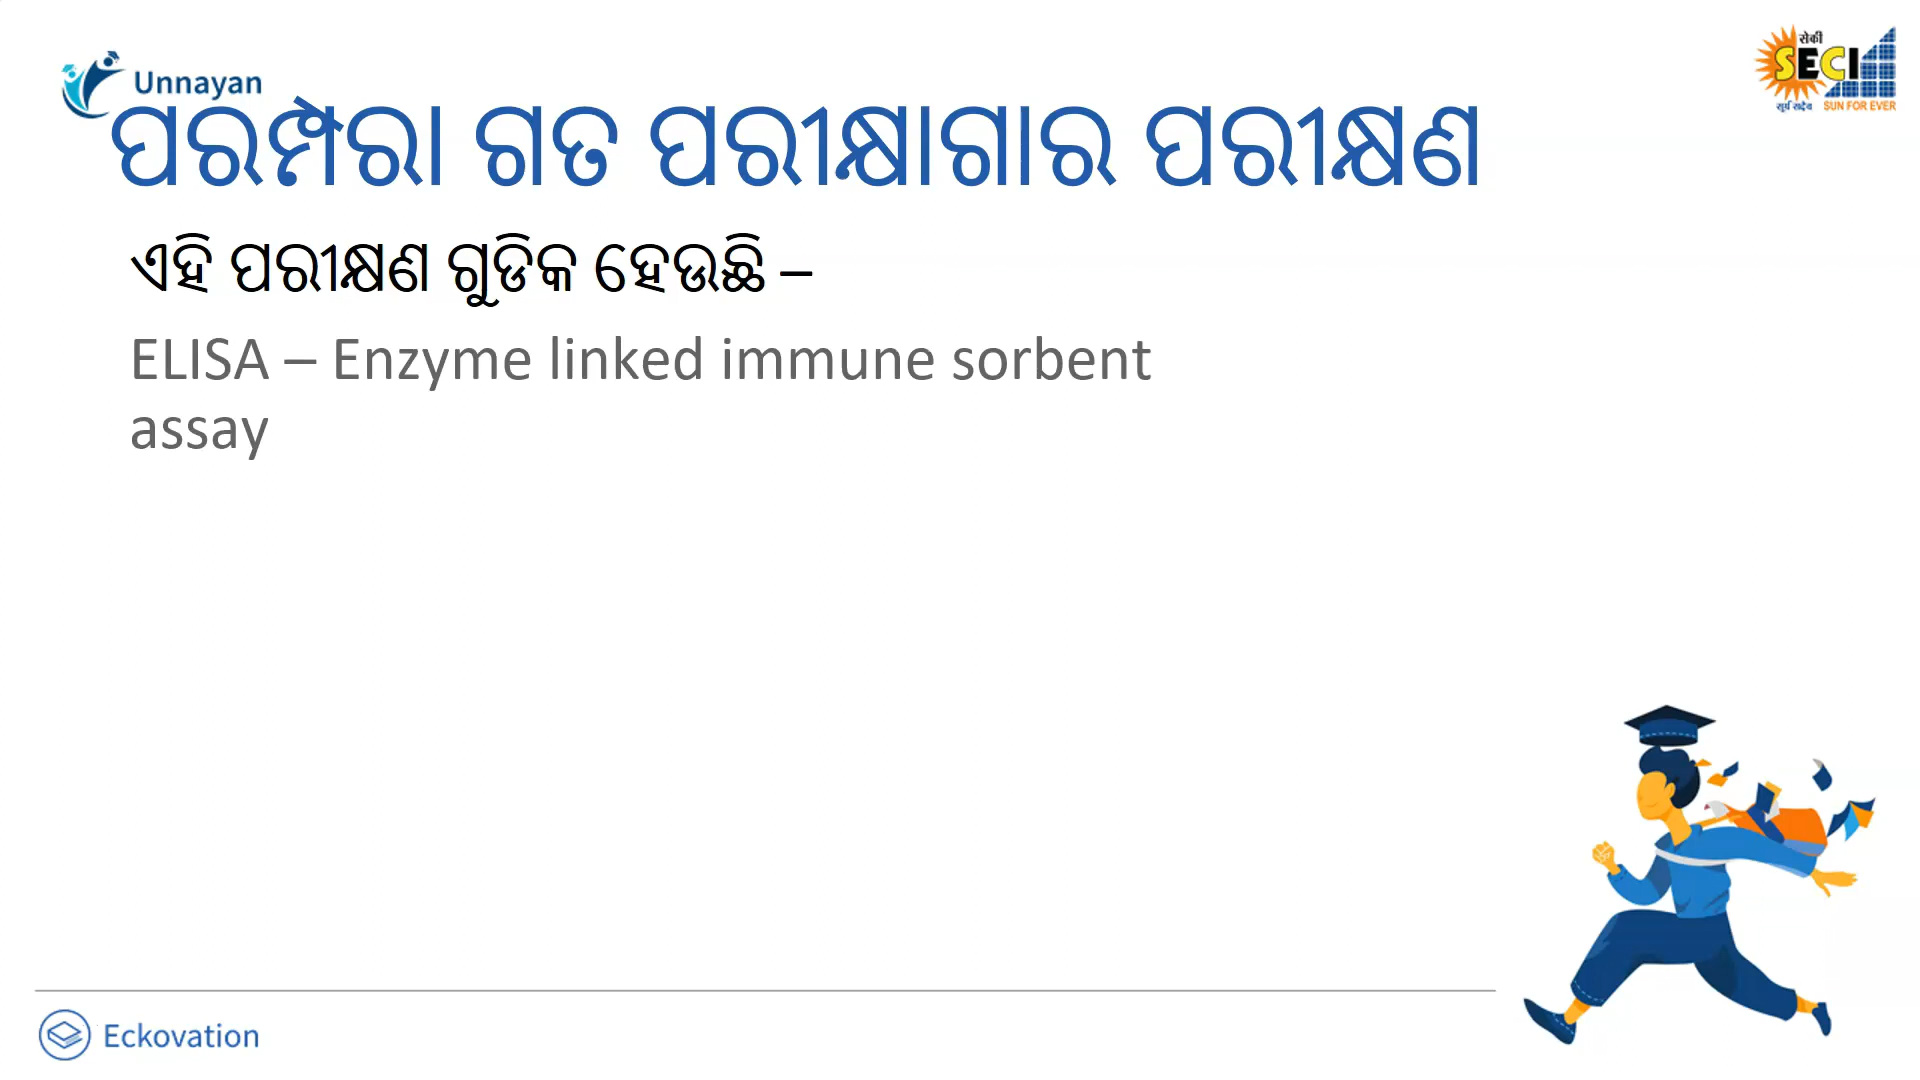 Unnayan
सेकी
SECI
सूर्य सदैव SUN FOR EVER
ପରମ୍ପରା ଗତ ପରୀକ୍ଷାଗାର ପରୀକ୍ଷଣ
ଏହି ପରୀକ୍ଷଣ ଗୁଡିକ ହେଉଛି –
ELISA – Enzyme linked immune sorbent
assay
Eckovation